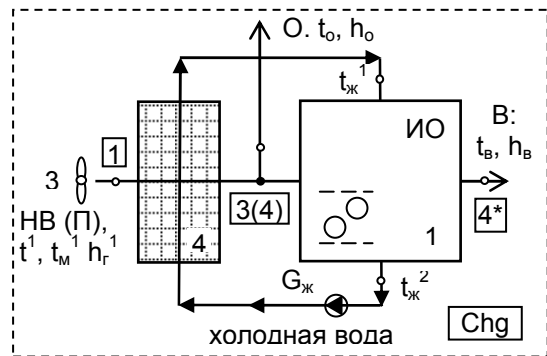 О. tо, hо
tж¹
ИО
В:
tв, hв
1
3
3(4)
4*
НВ (П),
t¹, tм¹ hг¹
4
1
Gж
tж²
холодная вода
Chg